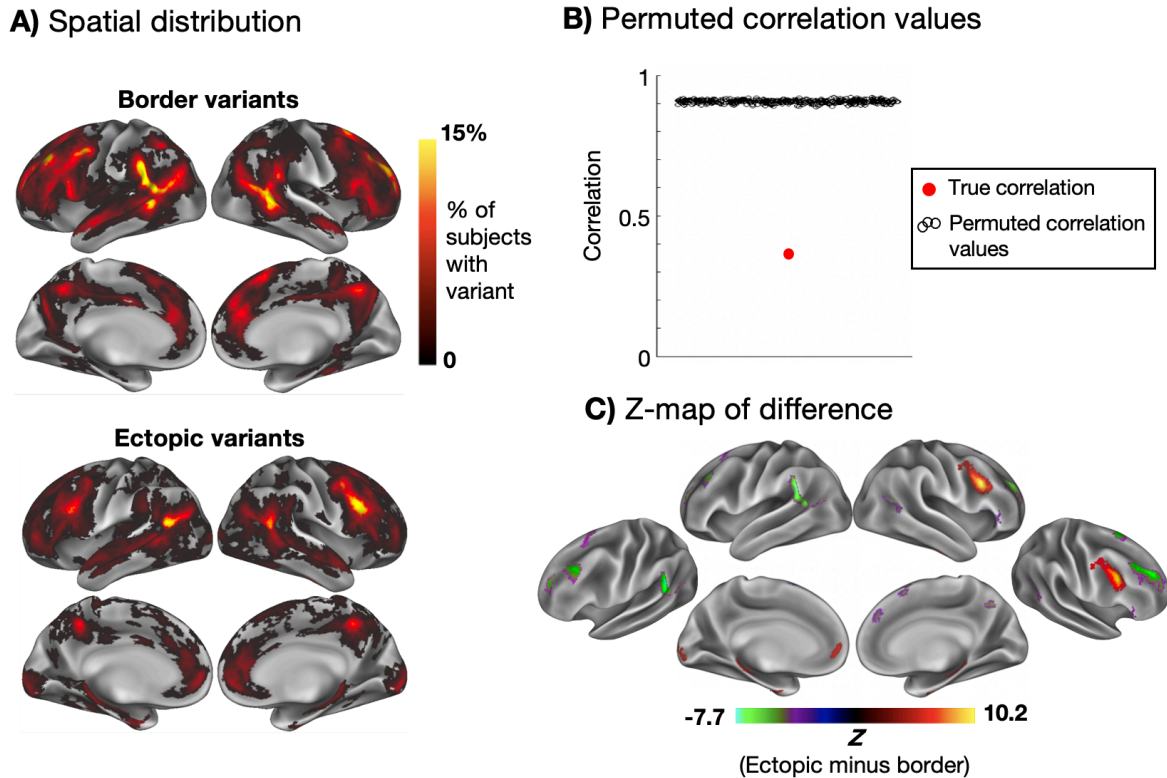 A) Spatial distribution
Border variants
15%
% of
subjects
with
variant
0
Ectopic variants
B) Permuted correlation values
1
0.5
0
Correlation
True correlation
Permuted correlation
values
C) Z-map of difference
-7.7
10.2
Z
(Ectopic minus border)